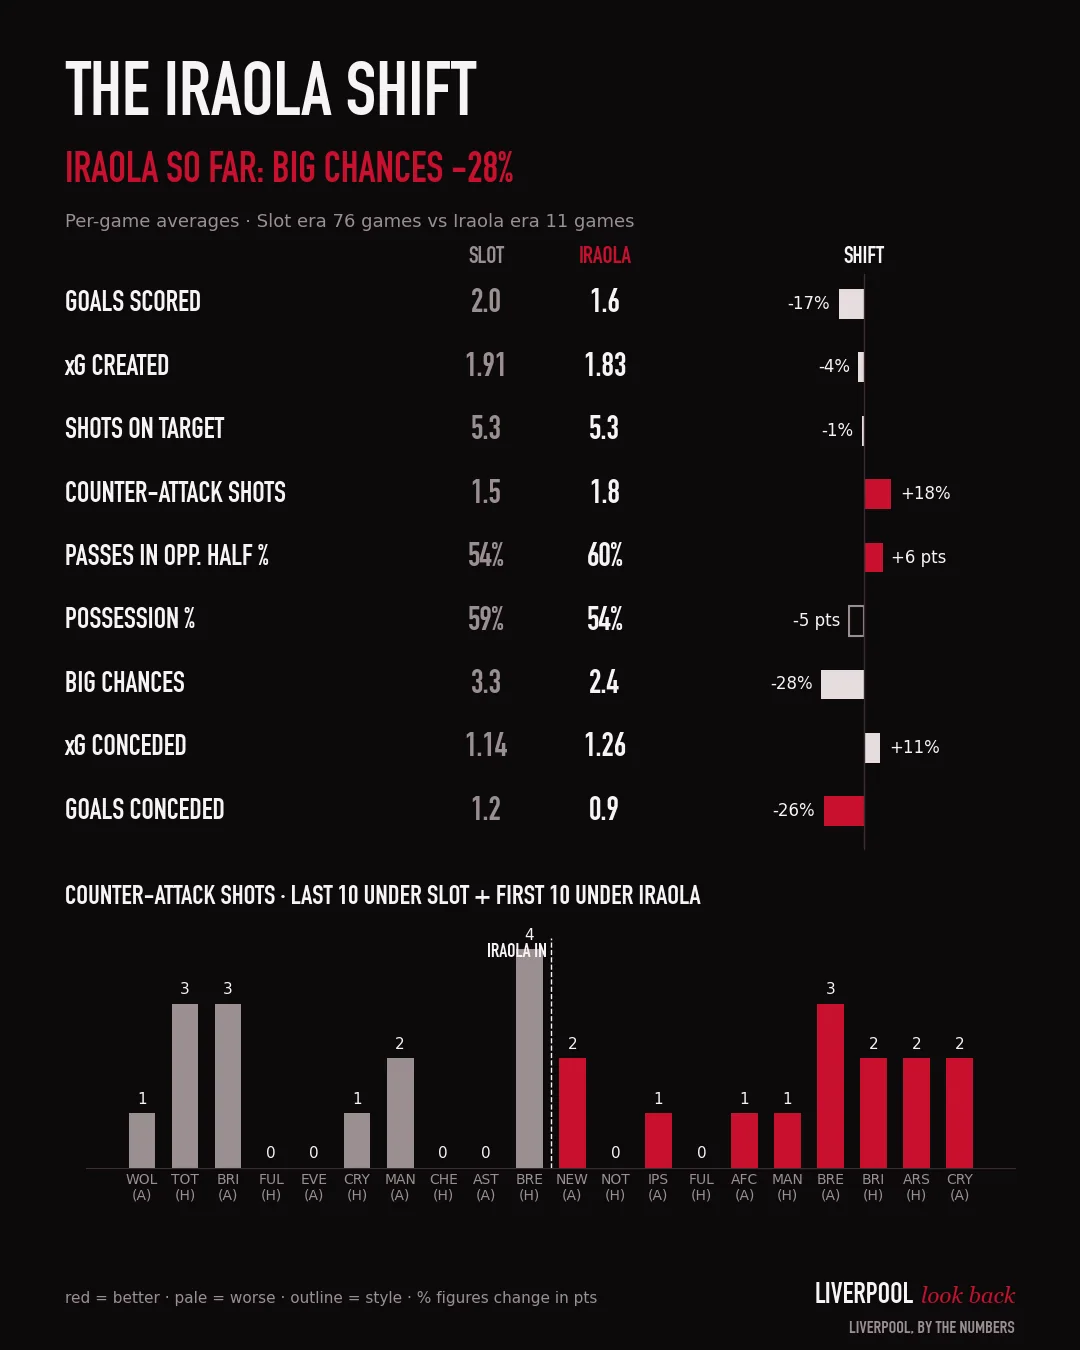 THE IRAOLA SHIFT
IRAOLA SO FAR: BIG CHANCES -28%
Per-game averages · Slot era 76 games vs Iraola era 11 games
SLOT IRAOLA SHIFT
GOALS SCORED 2.0 1.6 -17%
xG CREATED 1.91 1.83 -4%
SHOTS ON TARGET 5.3 5.3 -1%
COUNTER-ATTACK SHOTS 1.5 1.8 +18%
PASSES IN OPP. HALF % 54% 60% +6 pts
POSSESSION % 59% 54% -5 pts
BIG CHANCES 3.3 2.4 -28%
xG CONCEDED 1.14 1.26 +11%
GOALS CONCEDED 1.2 0.9 -26%
COUNTER-ATTACK SHOTS · LAST 10 UNDER SLOT + FIRST 10 UNDER IRAOLA
IRAOLA IN
1 3 3 0 0 1 2 0 0 4 2 0 1 0 1 1 3 2 2 2
WOL TOT BRI FUL EVE CRY MAN CHE AST BRE NEW NOT IPS FUL AFC MAN BRE BRI ARS CRY
(A) (H) (A) (H) (A) (H) (A) (H) (A) (H) (A) (H) (A) (H) (A) (H) (A) (H) (H) (A)
red = better · pale = worse · outline = style · % figures change in pts
LIVERPOOL look back
LIVERPOOL, BY THE NUMBERS